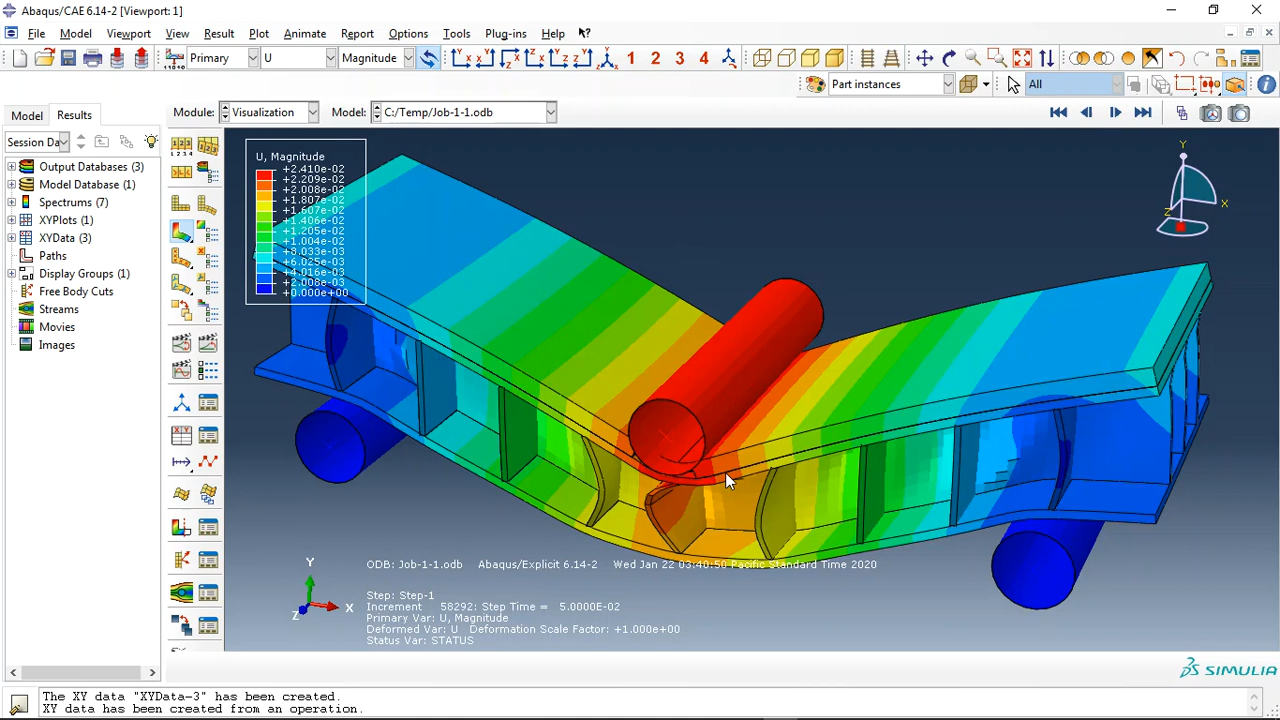 Abaqus/CAE 6.14-2 [Viewport: 1]
File Model Viewport View Result Plot Animate Report Options Tools Plug-ins Help
Primary U Magnitude 1 2 3 4
Part instances All
Model Results Module: Visualization Model: C:/Temp/Job-1-1.odb
Session Da
Output Databases (3)
Model Database (1)
Spectrums (7)
XYPlots (1)
XYData (3)
Paths
Display Groups (1)
Free Body Cuts
Streams
Movies
Images
U, Magnitude
+2.410e-02
+2.209e-02
+2.008e-02
+1.807e-02
+1.607e-02
+1.406e-02
+1.205e-02
+1.004e-02
+8.033e-03
+6.025e-03
+4.016e-03
+2.008e-03
+0.000e+00
Y
X
Z
Y
X
Z
ODB: Job-1-1.odb Abaqus/Explicit 6.14-2 Wed Jan 22 03:40:50 Pacific Standard Time 2020
Step: Step-1
Increment 58292: Step Time = 5.0000E-02
Primary Var: U, Magnitude
Deformed Var: U Deformation Scale Factor: +1.000e+00
Status Var: STATUS
SIMULIA
The XY data "XYData-3" has been created.
XY data has been created from an operation.